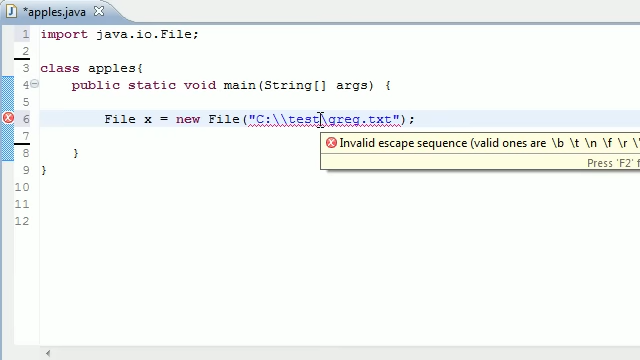 *apples.java
1 import java.io.File;
2
3 class apples{
4 public static void main(String[] args) {
5
6 File x = new File("C:\\test\greg.txt");
7
8 }
9 }
10
11
12
Invalid escape sequence (valid ones are \b \t \n \f \r \"
Press 'F2' f